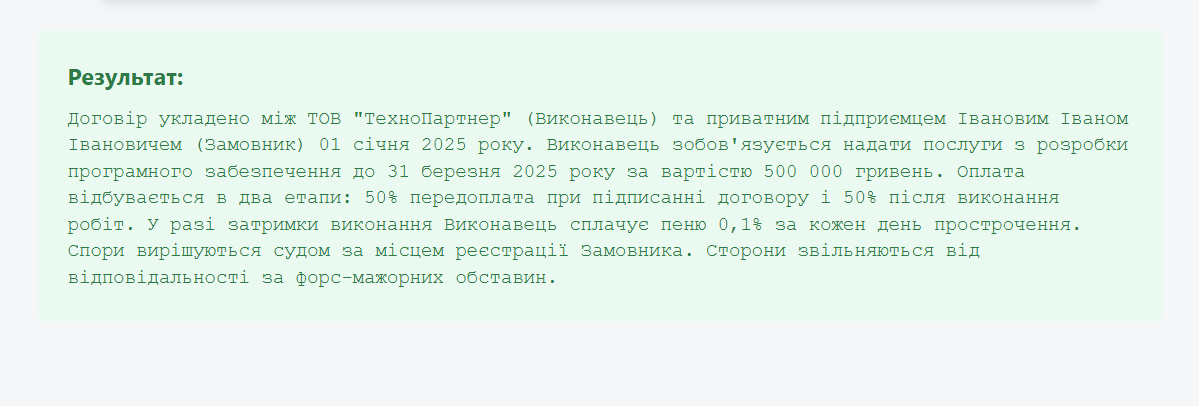 Результат:
Договір укладено між ТОВ "ТехноПартнер" (Виконавець) та приватним підприємцем Івановим Іваном
Івановичем (Замовник) 01 січня 2025 року. Виконавець зобов'язується надати послуги з розробки
програмного забезпечення до 31 березня 2025 року за вартістю 500 000 гривень. Оплата
відбувається в два етапи: 50% передоплата при підписанні договору і 50% після виконання
робіт. У разі затримки виконання Виконавець сплачує пеню 0,1% за кожен день прострочення.
Спори вирішуються судом за місцем реєстрації Замовника. Сторони звільняються від
відповідальності за форс-мажорних обставин.